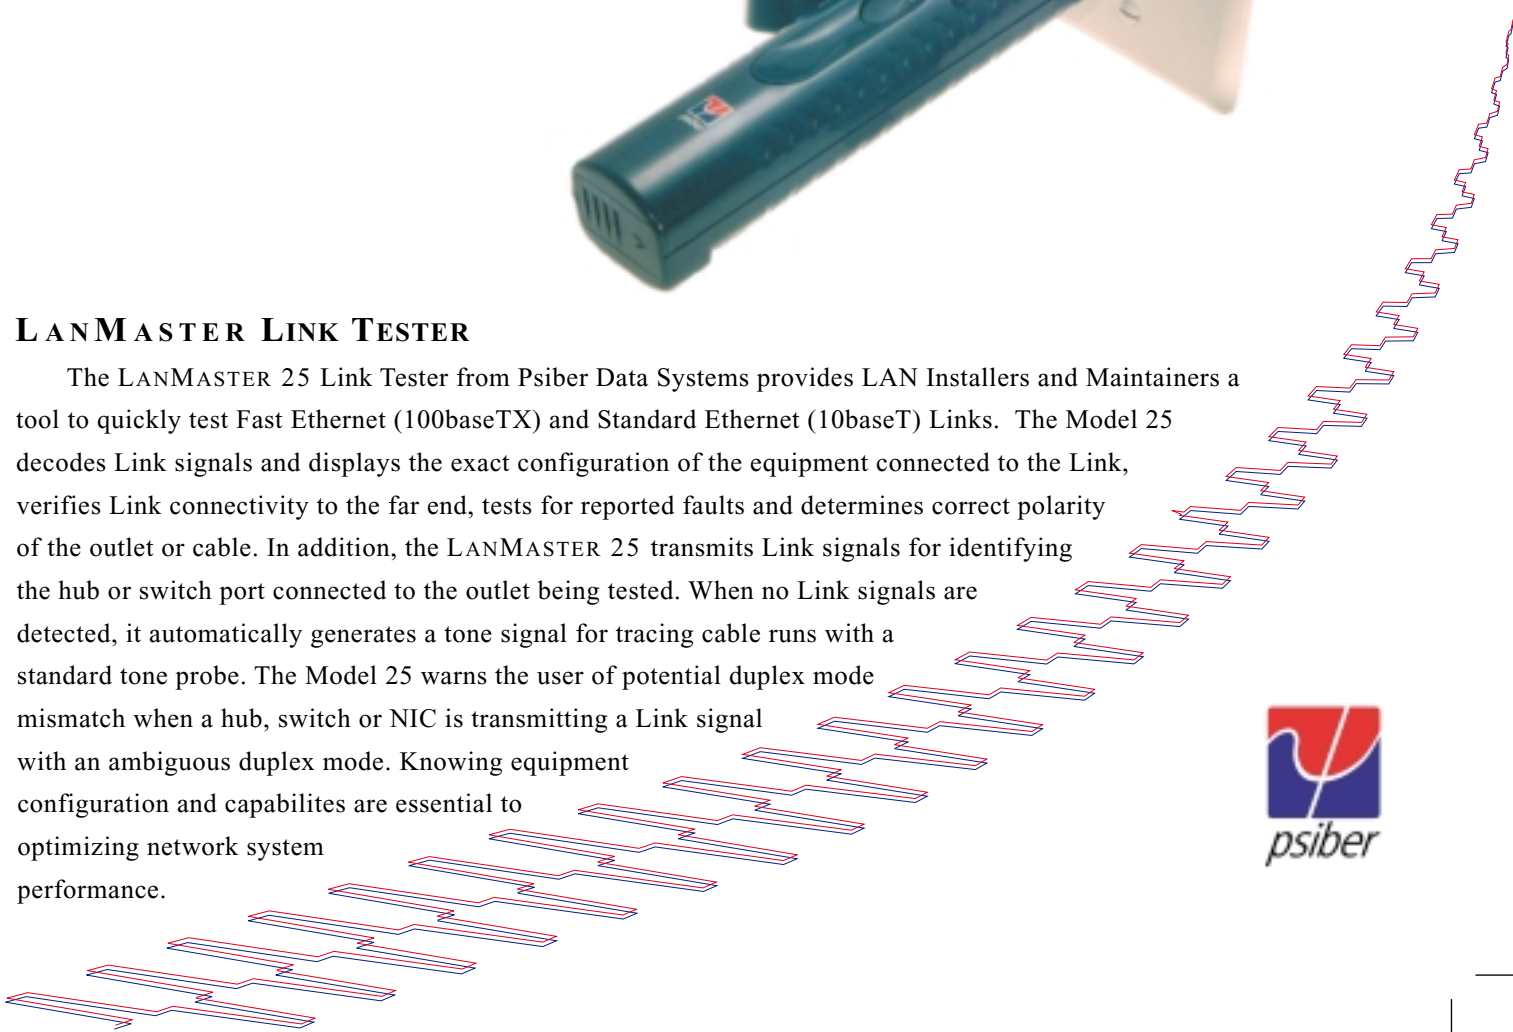 LANMASTER LINK TESTER
The LANMASTER 25 Link Tester from Psiber Data Systems provides LAN Installers and Maintainers a
tool to quickly test Fast Ethernet (100baseTX) and Standard Ethernet (10baseT) Links. The Model 25
decodes Link signals and displays the exact configuration of the equipment connected to the Link,
verifies Link connectivity to the far end, tests for reported faults and determines correct polarity
of the outlet or cable. In addition, the LANMASTER 25 transmits Link signals for identifying
the hub or switch port connected to the outlet being tested. When no Link signals are
detected, it automatically generates a tone signal for tracing cable runs with a
standard tone probe. The Model 25 warns the user of potential duplex mode
mismatch when a hub, switch or NIC is transmitting a Link signal
with an ambiguous duplex mode. Knowing equipment
configuration and capabilites are essential to
optimizing network system
performance.
psiber